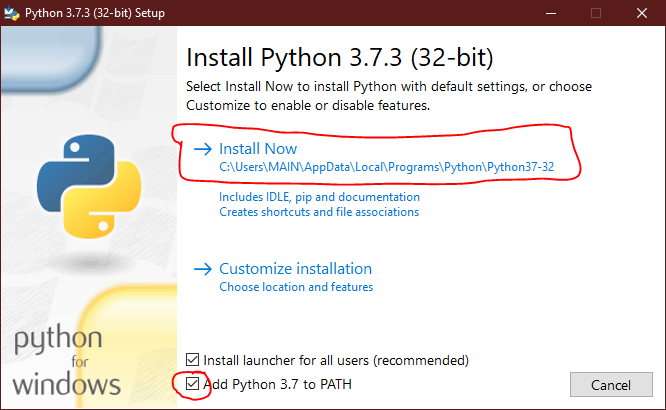 Python 3.7.3 (32-bit) Setup
Install Python 3.7.3 (32-bit)
Select Install Now to install Python with default settings, or choose
Customize to enable or disable features.
Install Now
C:\Users\MAIN\AppData\Local\Programs\Python\Python37-32
Includes IDLE, pip and documentation
Creates shortcuts and file associations
Customize installation
Choose location and features
python
for
windows
Install launcher for all users (recommended)
Add Python 3.7 to PATH
Cancel